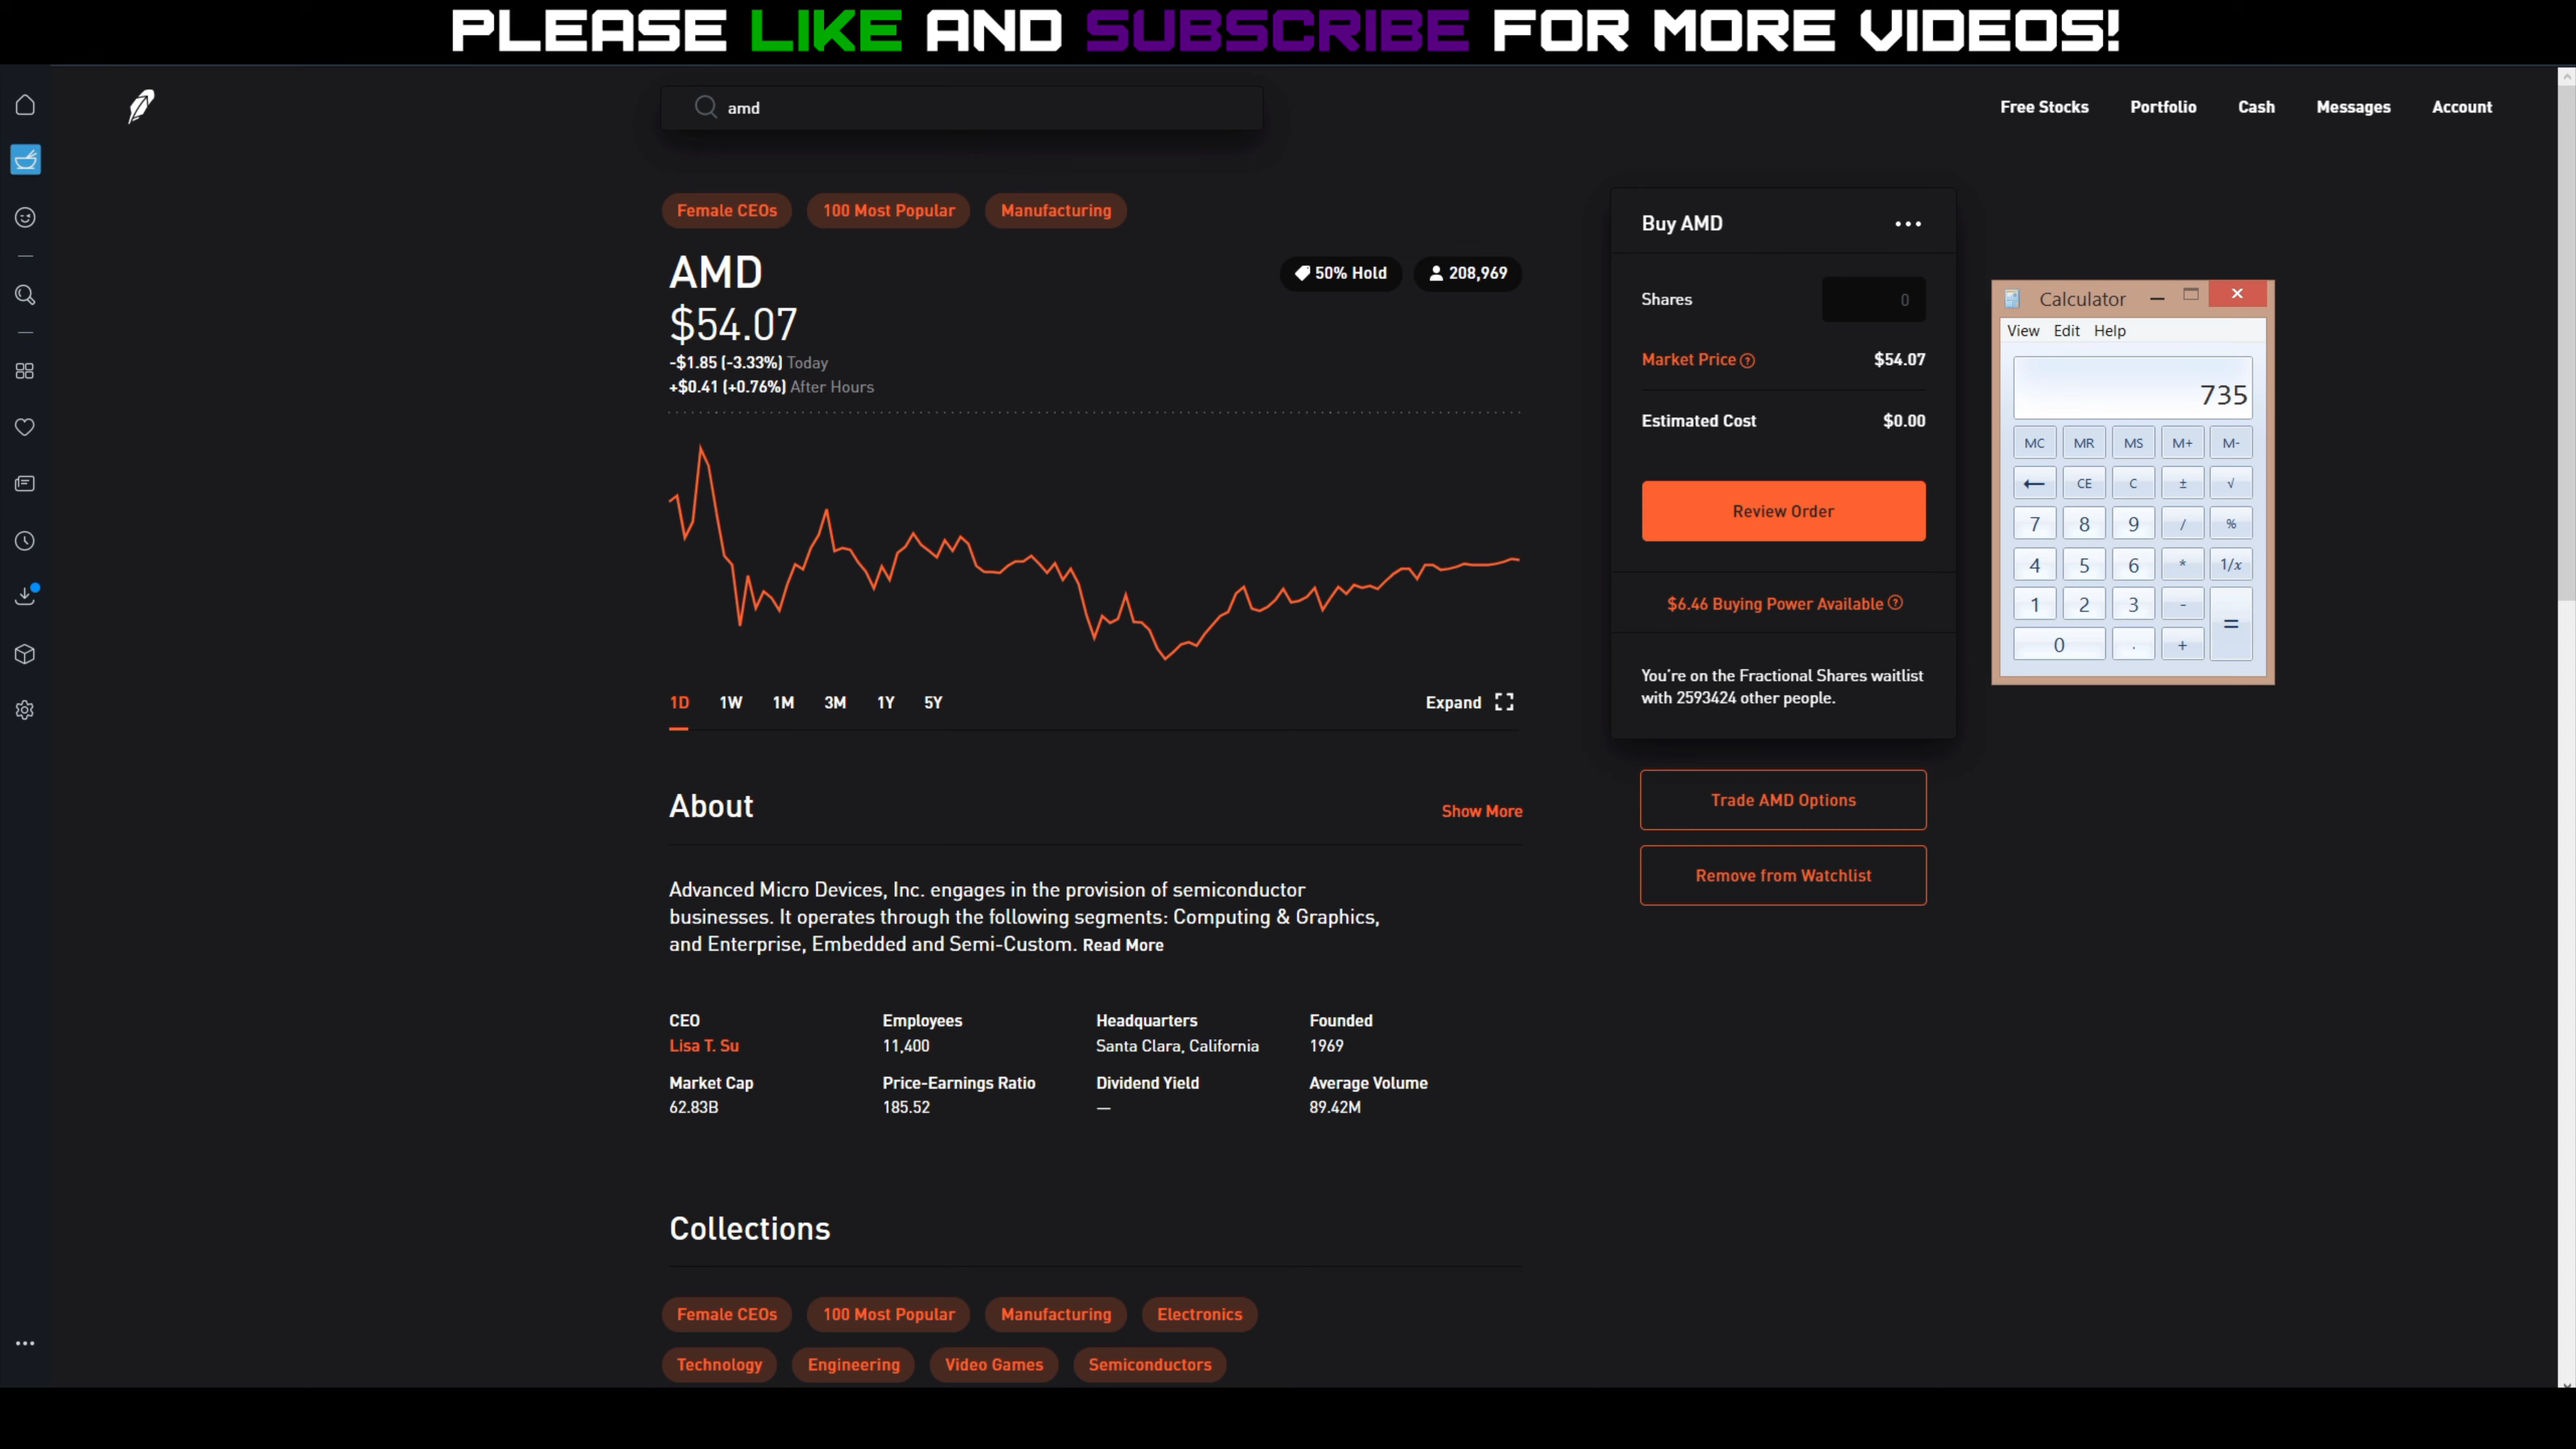 PLEASE LIKE AND SUBSCRIBE FOR MORE VIDEOS!
amd
Free Stocks Portfolio Cash Messages Account
Female CEOs 100 Most Popular Manufacturing
AMD
50% Hold 208,969
$54.07
-$1.85 (-3.33%) Today
+$0.41 (+0.76%) After Hours
1D 1W 1M 3M 1Y 5Y Expand
Buy AMD
Shares 0
Market Price $54.07
Estimated Cost $0.00
Review Order
$6.46 Buying Power Available
You're on the Fractional Shares waitlist
with 2593424 other people.
Trade AMD Options
Remove from Watchlist
Calculator
View Edit Help
735
MC MR MS M+ M-
← CE C ± √
7 8 9 / %
4 5 6 * 1/x
1 2 3 - =
0 . +
About Show More
Advanced Micro Devices, Inc. engages in the provision of semiconductor
businesses. It operates through the following segments: Computing & Graphics,
and Enterprise, Embedded and Semi-Custom. Read More
CEO Employees Headquarters Founded
Lisa T. Su 11,400 Santa Clara, California 1969
Market Cap Price-Earnings Ratio Dividend Yield Average Volume
62.83B 185.52 — 89.42M
Collections
Female CEOs 100 Most Popular Manufacturing Electronics
Technology Engineering Video Games Semiconductors